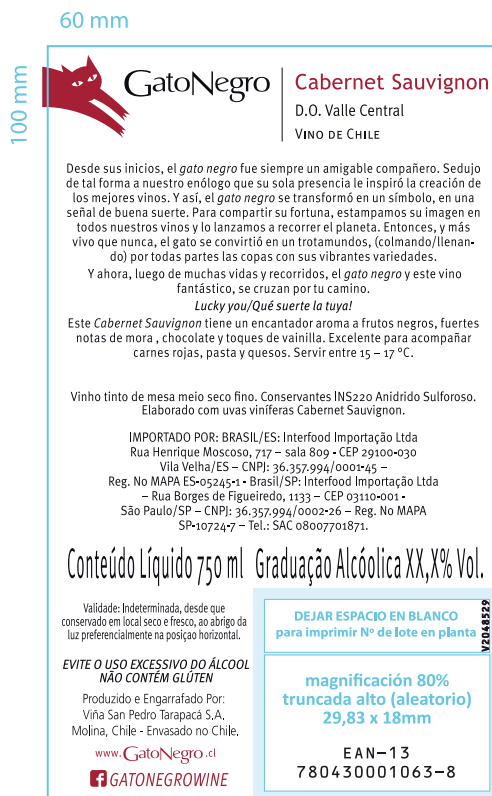 60 mm
100 mm
GatoNegro
Cabernet Sauvignon
D.O. Valle Central
VINO DE CHILE
Desde sus inicios, el gato negro fue siempre un amigable compañero. Sedujo
de tal forma a nuestro enólogo que su sola presencia le inspiró la creación de
los mejores vinos. Y así, el gato negro se transformó en un símbolo, en una
señal de buena suerte. Para compartir su fortuna, estampamos su imagen en
todos nuestros vinos y lo lanzamos a recorrer el planeta. Entonces, y más
vivo que nunca, el gato se convirtió en un trotamundos, (colmando/llenan-
do) por todas partes las copas con sus vibrantes variedades.
Y ahora, luego de muchas vidas y recorridos, el gato negro y este vino
fantástico, se cruzan por tu camino.
Lucky you/Qué suerte la tuya!
Este Cabernet Sauvignon tiene un encantador aroma a frutos negros, fuertes
notas de mora , chocolate y toques de vainilla. Excelente para acompañar
carnes rojas, pasta y quesos. Servir entre 15 – 17 °C.
Vinho tinto de mesa meio seco fino. Conservantes INS220 Anidrido Sulforoso.
Elaborado com uvas viníferas Cabernet Sauvignon.
IMPORTADO POR: BRASIL/ES: Interfood Importação Ltda
Rua Henrique Moscoso, 717 – sala 809 - CEP 29100-030
Vila Velha/ES – CNPJ: 36.357.994/0001-45 –
Reg. No MAPA ES-05245-1 - Brasil/SP: Interfood Importação Ltda
– Rua Borges de Figueiredo, 1133 – CEP 03110-001 -
São Paulo/SP – CNPJ: 36.357.994/0002-26 – Reg. No MAPA
SP-10724-7 – Tel.: SAC 08007701871.
Conteúdo Líquido 750 ml Graduação Alcóolica XX,X% Vol.
Validade: Indeterminada, desde que
conservado em local seco e fresco, ao abrigo da
luz preferencialmente na posiçao horizontal.
EVITE O USO EXCESSIVO DO ÁLCOOL
NÃO CONTÉM GLÚTEN
Produzido e Engarrafado Por:
Viña San Pedro Tarapacá S.A.
Molina, Chile - Envasado no Chile.
www.GatoNegro.cl
f GATONEGROWINE
DEJAR ESPACIO EN BLANCO
para imprimir Nº de lote en planta
V2048529
magnificación 80%
truncada alto (aleatorio)
29,83 x 18mm
EAN-13
780430001063-8